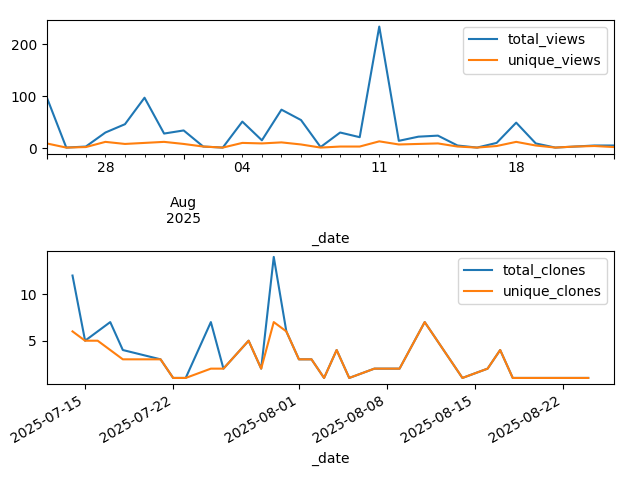 total_views
unique_views
200
100
0
28
04
11
18
Aug
2025
_date
total_clones
unique_clones
10
5
2025-07-15
2025-07-22
2025-08-01
2025-08-08
2025-08-15
2025-08-22
_date